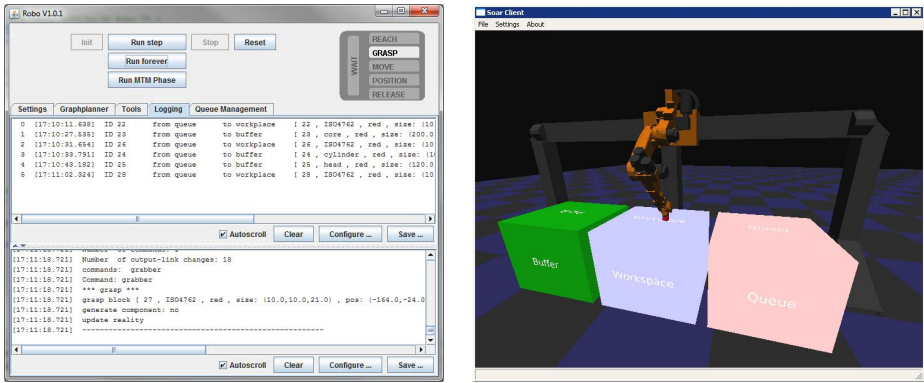 Robo V1.0.1
Init Run step Stop Reset
Run forever
Run MTM Phase
WAIT
REACH
GRASP
MOVE
POSITION
RELEASE
Settings Graphplanner Tools Logging Queue Management
0 [17:10:11.638] ID 22 from queue to workplace [ 22 , ISO4762 , red , size: (10
1 [17:10:27.535] ID 23 from queue to buffer [ 23 , core , red , size: (200.0
2 [17:10:31.654] ID 26 from queue to workplace [ 26 , ISO4762 , red , size: (10
3 [17:10:33.791] ID 24 from queue to buffer [ 24 , cylinder , red , size: (1
4 [17:10:43.182] ID 25 from queue to buffer [ 25 , head , red , size: (120.0
5 [17:11:02.324] ID 28 from queue to workplace [ 28 , ISO4762 , red , size: (10
Autoscroll Clear Configure ... Save ...
[17:11:18.721] Number of output-link changes: 18
[17:11:18.721] commands: grabber
[17:11:18.721] Command: grabber
[17:11:18.721] *** grasp ***
[17:11:18.721] grasp block [ 27 , ISO4762 , red , size: (10.0,10.0,21.0) , pos: (-164.0,-24.0
[17:11:18.721] generate component: no
[17:11:18.721] update reality
[17:11:18.721] --------------------------------------------------------
Autoscroll Clear Configure ... Save ...
Soar Client
File Settings About
Buffer
Queue
Buffer
Workspace
Queue